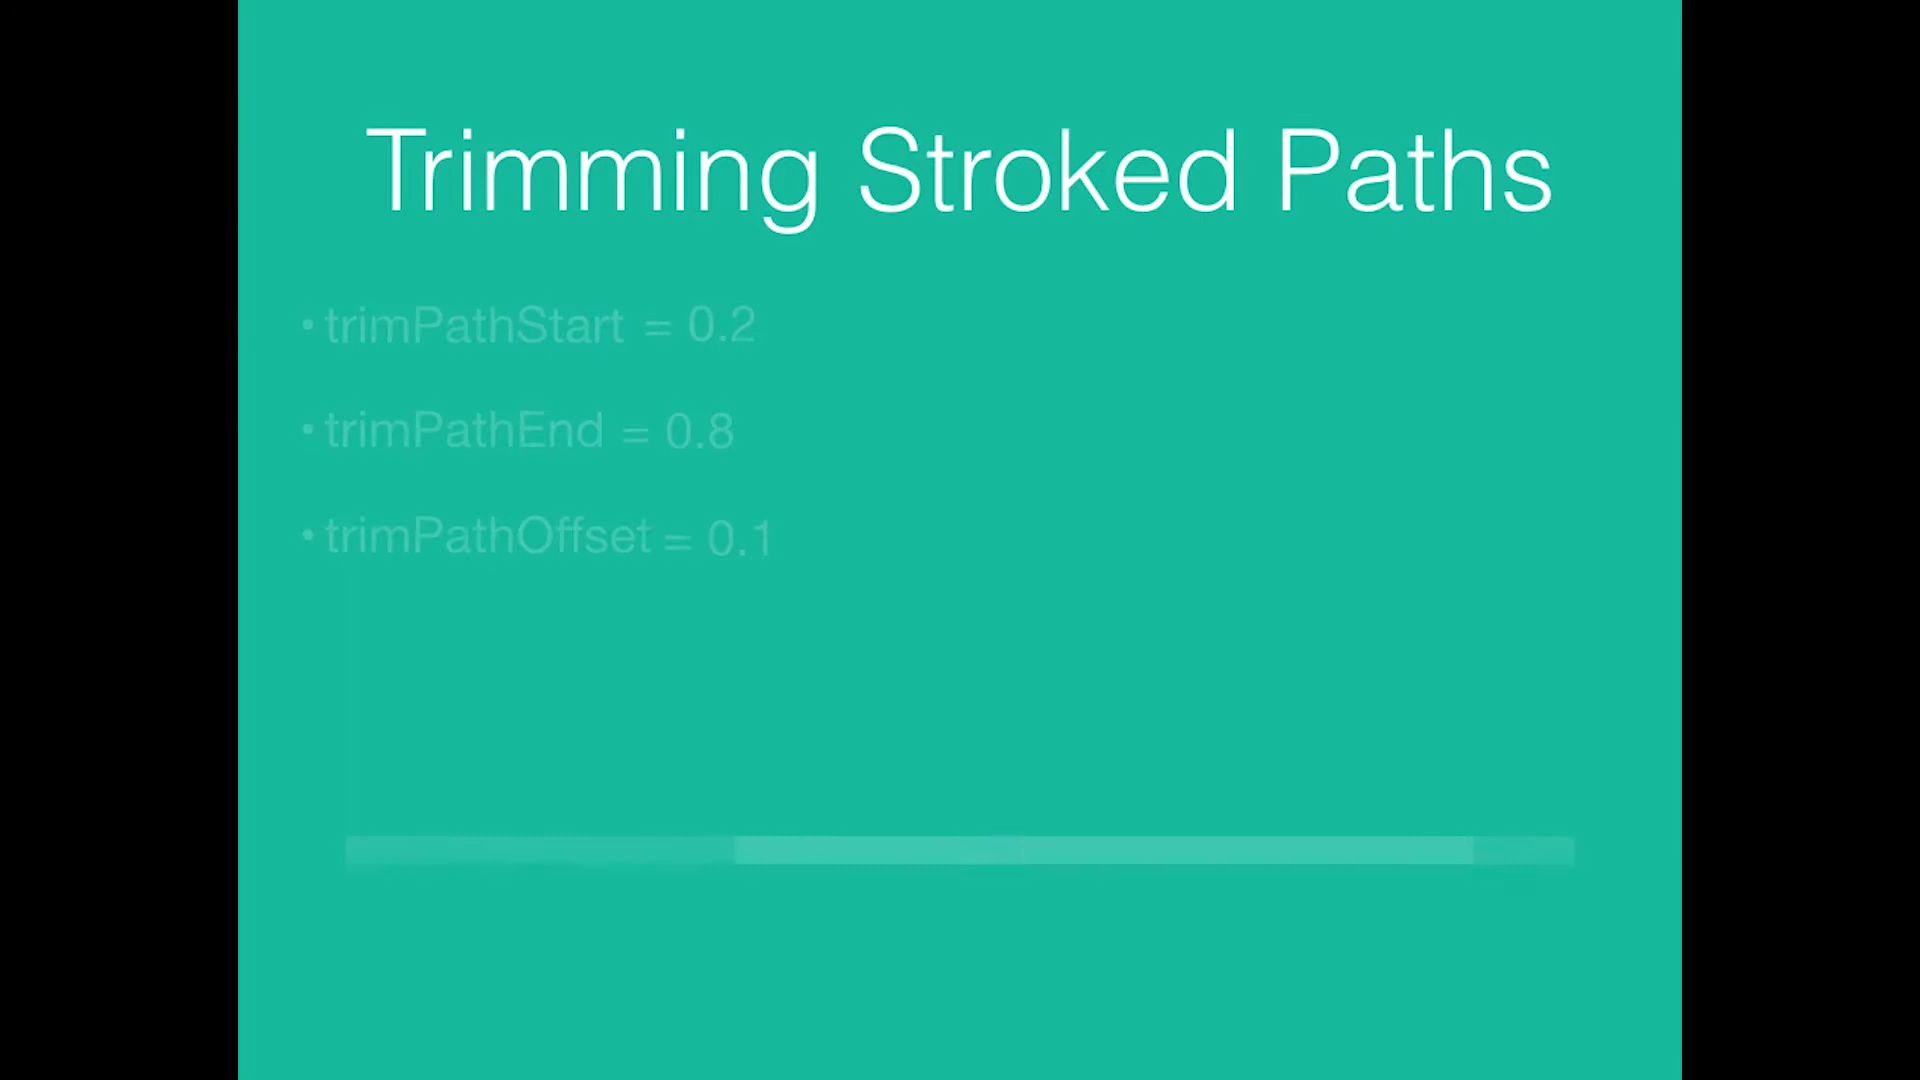 Trimming Stroked Paths
• trimPathStart = 0.2
• trimPathEnd = 0.8
• trimPathOffset = 0.1